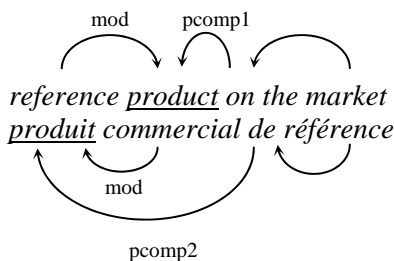 mod pcomp1
reference product on the market
produit commercial de référence
mod
pcomp2